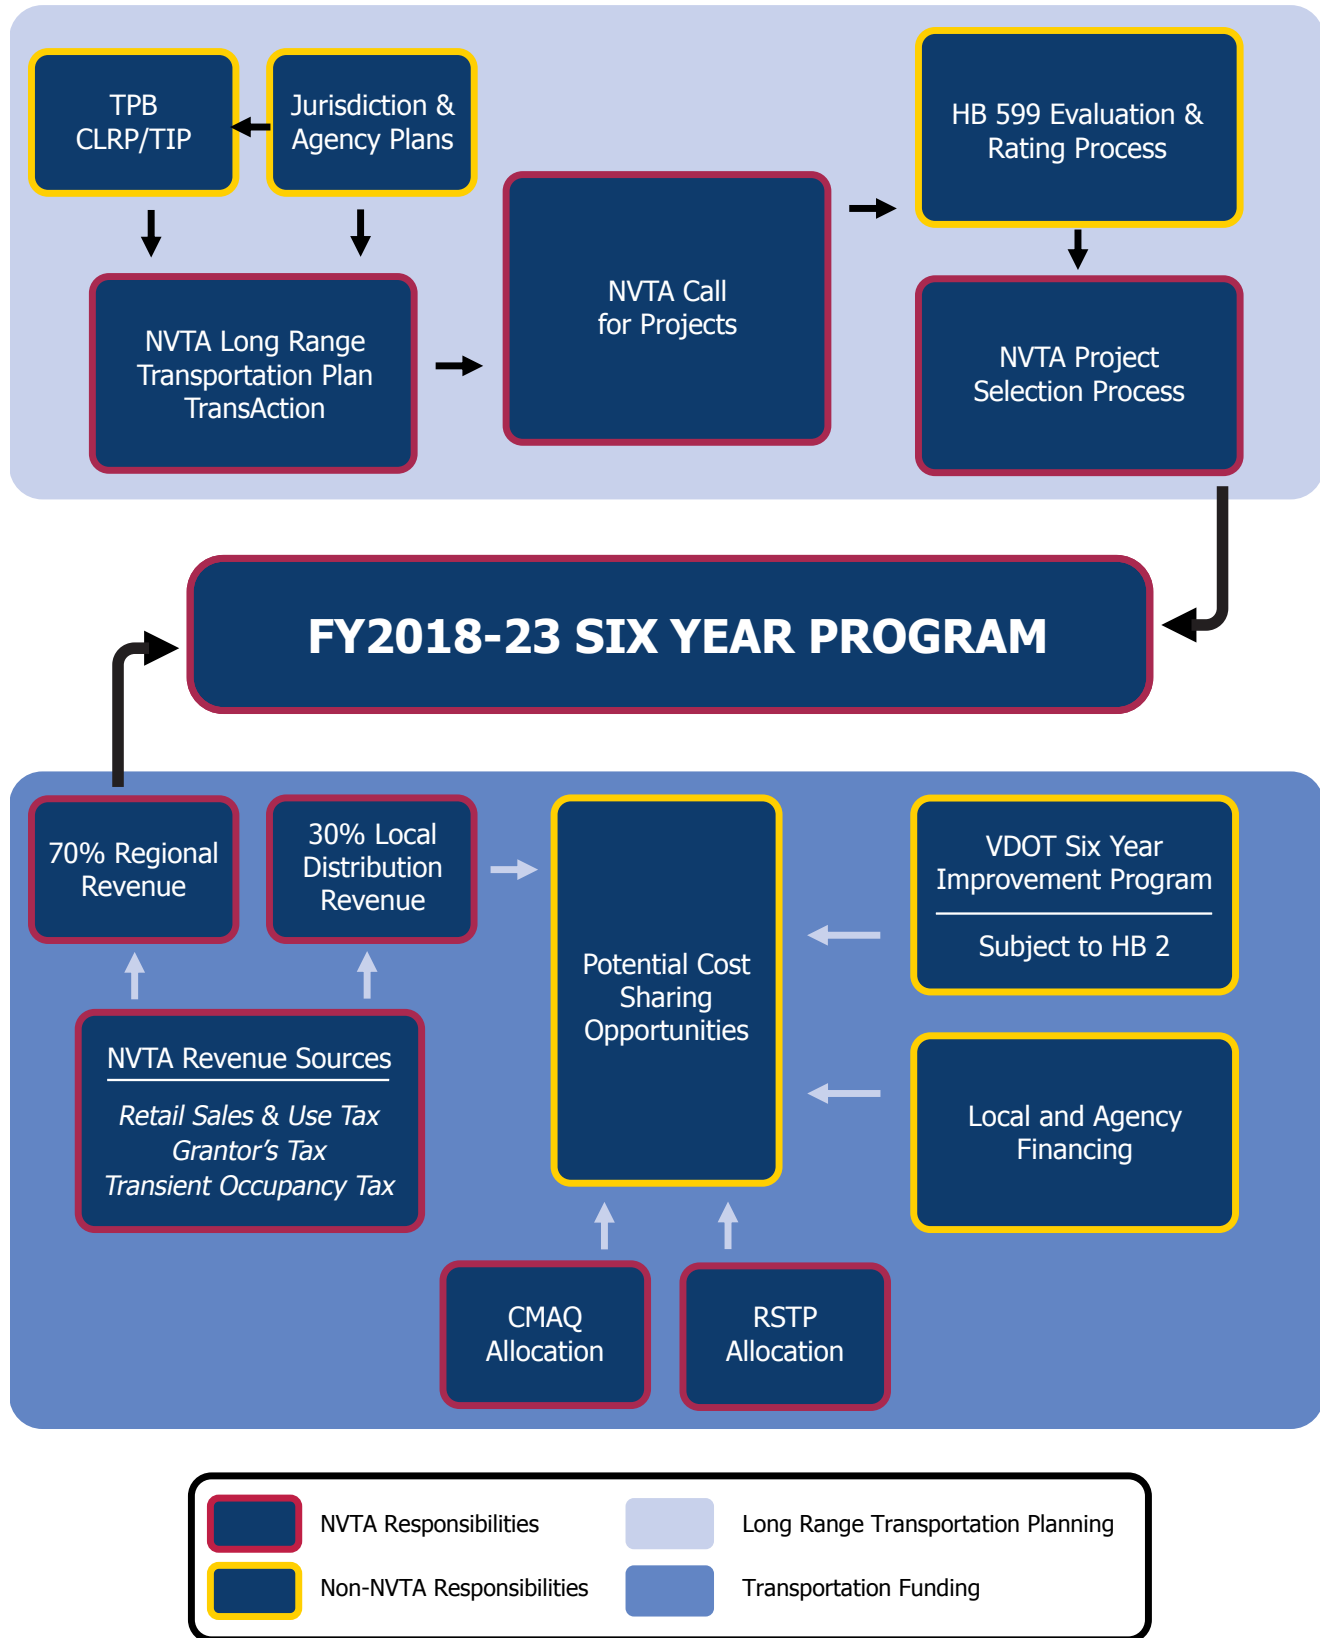 TPB
CLRP/TIP
Jurisdiction &
Agency Plans
HB 599 Evaluation &
Rating Process
NVTA Call
for Projects
NVTA Long Range
Transportation Plan
TransAction
NVTA Project
Selection Process
FY2018-23 SIX YEAR PROGRAM
70% Regional
Revenue
30% Local
Distribution
Revenue
Potential Cost
Sharing
Opportunities
VDOT Six Year
Improvement Program
Subject to HB 2
NVTA Revenue Sources
Retail Sales & Use Tax
Grantor’s Tax
Transient Occupancy Tax
Local and Agency
Financing
CMAQ
Allocation
RSTP
Allocation
NVTA Responsibilities
Long Range Transportation Planning
Non-NVTA Responsibilities
Transportation Funding